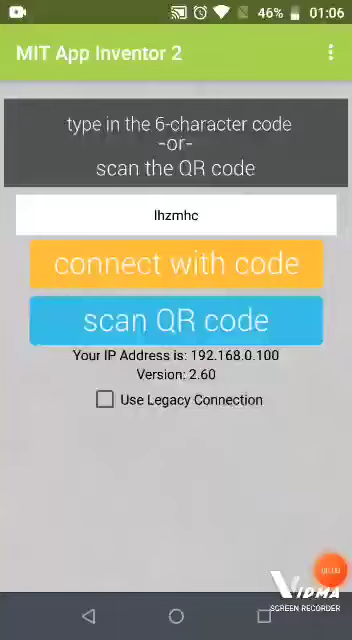 46% 01:06
MIT App Inventor 2
type in the 6-character code
-or-
scan the QR code
lhzmhc
connect with code
scan QR code
Your IP Address is: 192.168.0.100
Version: 2.60
Use Legacy Connection
VIDMA
SCREEN RECORDER